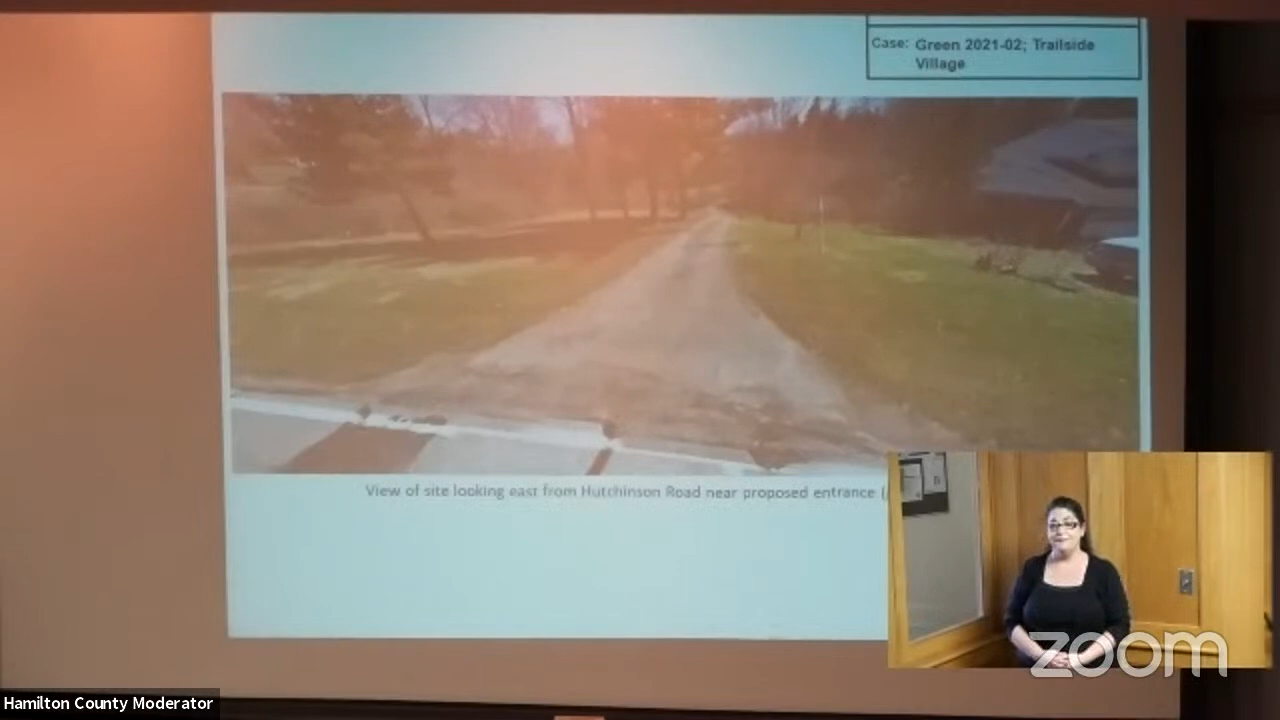 Case: Green 2021-02; Trailside
Village
View of site looking east from Hutchinson Road near proposed entrance (
zoom
Hamilton County Moderator